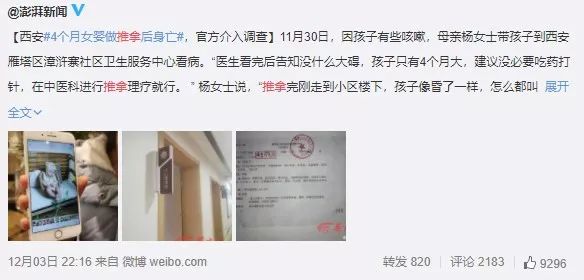 @澎湃新闻
【西安#4个月女婴做推拿后身亡#，官方介入调查】11月30日，因孩子有些咳嗽，母亲杨女士带孩子到西安
雁塔区漳浒寨社区卫生服务中心看病。“医生看完后告知没什么大碍，孩子只有4个月大，建议没必要吃药打
针，在中医科进行推拿理疗就行。 ” 杨女士说，“推拿完刚走到小区楼下，孩子像昏了一样，怎么都叫 展开
全文
12月03日 22:16 来自 微博 weibo.com
转发 820
评论 2183
9296